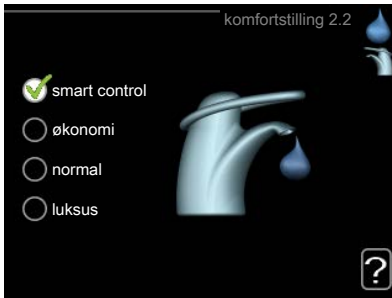 komfortstilling 2.2
smart control
økonomi
normal
luksus
?